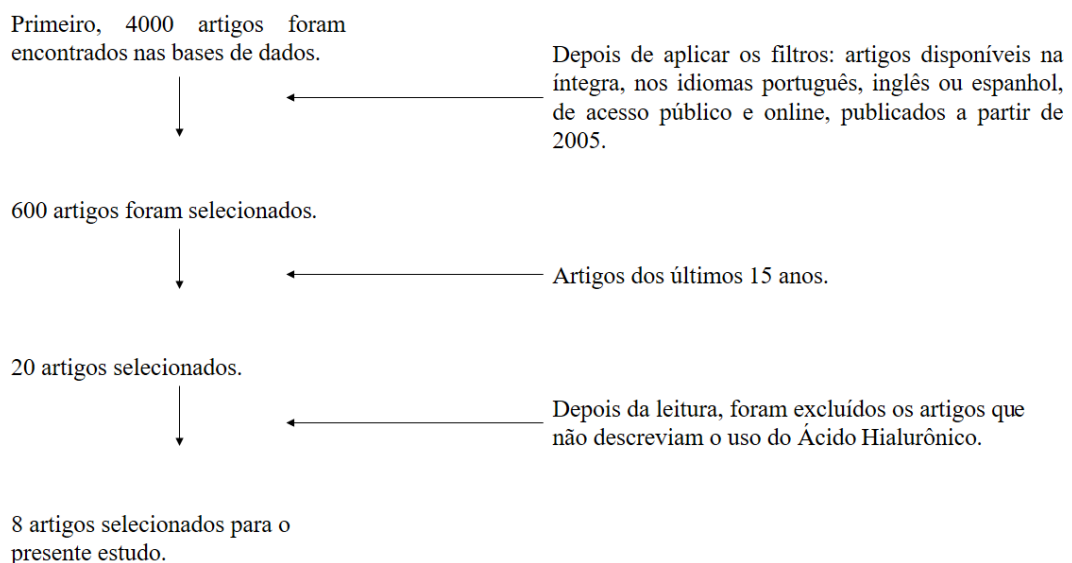 Primeiro, 4000 artigos foram
encontrados nas bases de dados.
Depois de aplicar os filtros: artigos disponíveis na
íntegra, nos idiomas português, inglês ou espanhol,
de acesso público e online, publicados a partir de
2005.
600 artigos foram selecionados.
Artigos dos últimos 15 anos.
20 artigos selecionados.
Depois da leitura, foram excluídos os artigos que
não descreviam o uso do Ácido Hialurônico.
8 artigos selecionados para o
presente estudo.